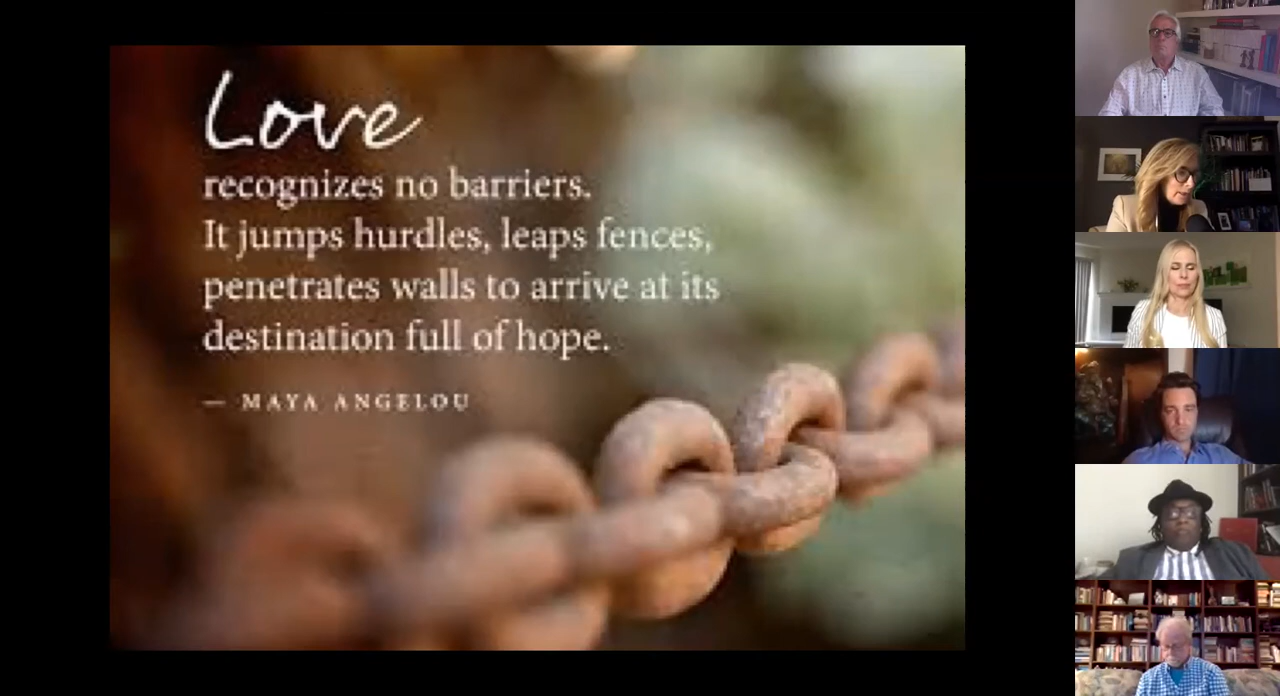 Love
recognizes no barriers.
It jumps hurdles, leaps fences,
penetrates walls to arrive at its
destination full of hope.
— MAYA ANGELOU